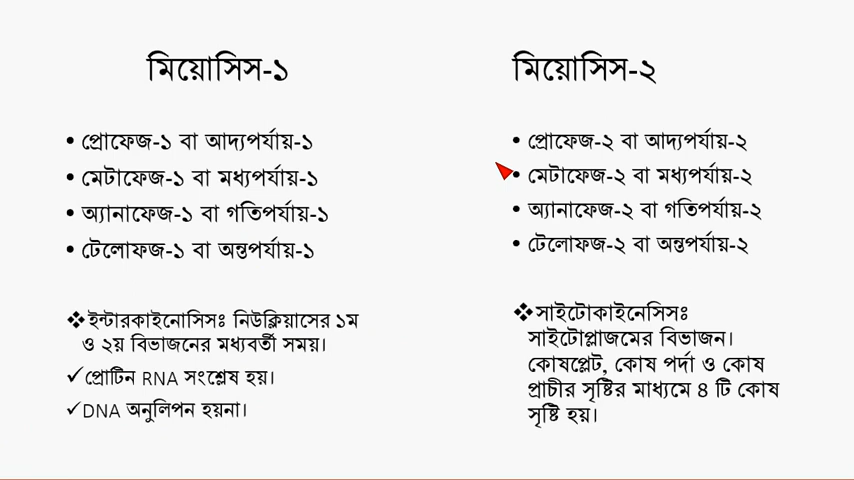 মিয়োসিস-১
• প্রোফেজ-১ বা আদ্যপর্যায়-১
• মেটাফেজ-১ বা মধ্যপর্যায়-১
• অ্যানাফেজ-১ বা গতিপর্যায়-১
• টেলোফজ-১ বা অন্তপর্যায়-১
❖ইন্টারকাইনোসিসঃ নিউক্লিয়াসের ১ম
ও ২য় বিভাজনের মধ্যবর্তী সময়।
✓প্রোটিন RNA সংশ্লেষ হয়।
✓DNA অনুলিপন হয়না।
মিয়োসিস-২
• প্রোফেজ-২ বা আদ্যপর্যায়-২
• মেটাফেজ-২ বা মধ্যপর্যায়-২
• অ্যানাফেজ-২ বা গতিপর্যায়-২
• টেলোফজ-২ বা অন্তপর্যায়-২
❖সাইটোকাইনেসিসঃ
সাইটোপ্লাজমের বিভাজন।
কোষপ্লেট, কোষ পর্দা ও কোষ
প্রাচীর সৃষ্টির মাধ্যমে ৪ টি কোষ
সৃষ্টি হয়।